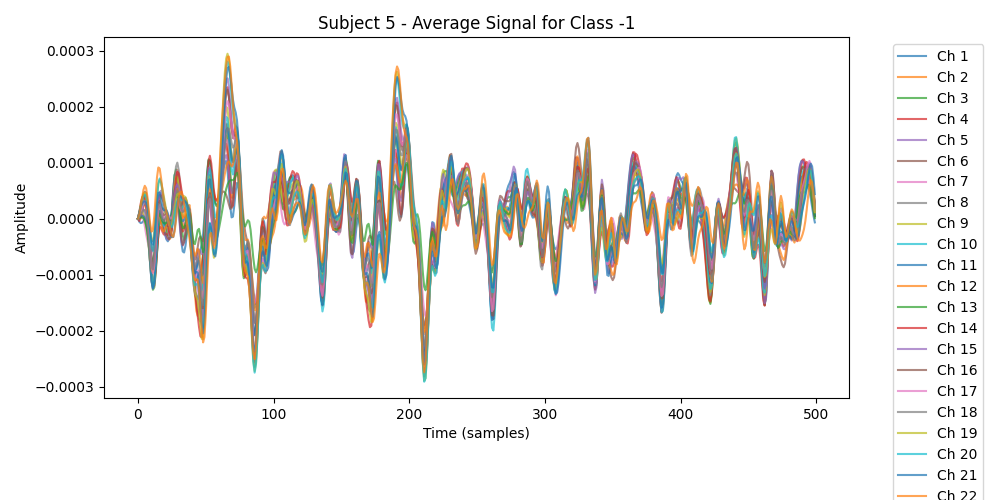 Subject 5 - Average Signal for Class -1
0.0003
0.0002
0.0001
0.0000
−0.0001
−0.0002
−0.0003
Amplitude
0
100
200
300
400
500
Time (samples)
Ch 1
Ch 2
Ch 3
Ch 4
Ch 5
Ch 6
Ch 7
Ch 8
Ch 9
Ch 10
Ch 11
Ch 12
Ch 13
Ch 14
Ch 15
Ch 16
Ch 17
Ch 18
Ch 19
Ch 20
Ch 21
Ch 22